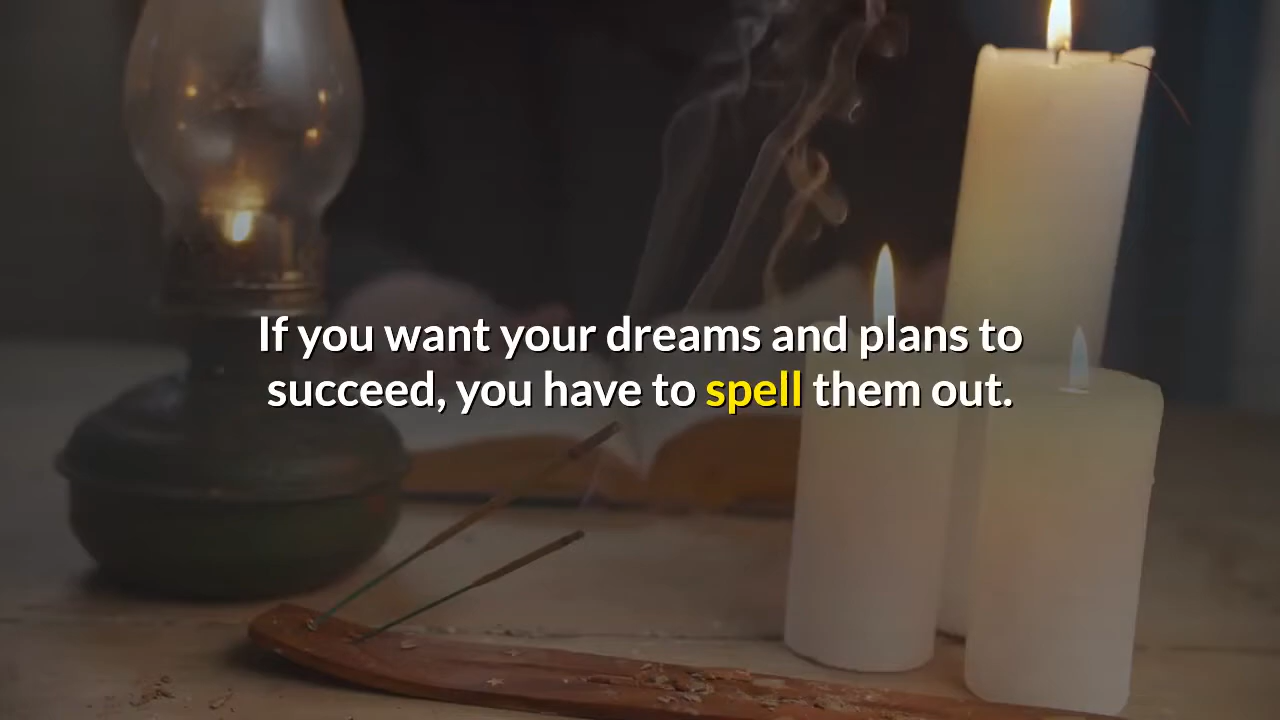 If you want your dreams and plans to
succeed, you have to spell them out.